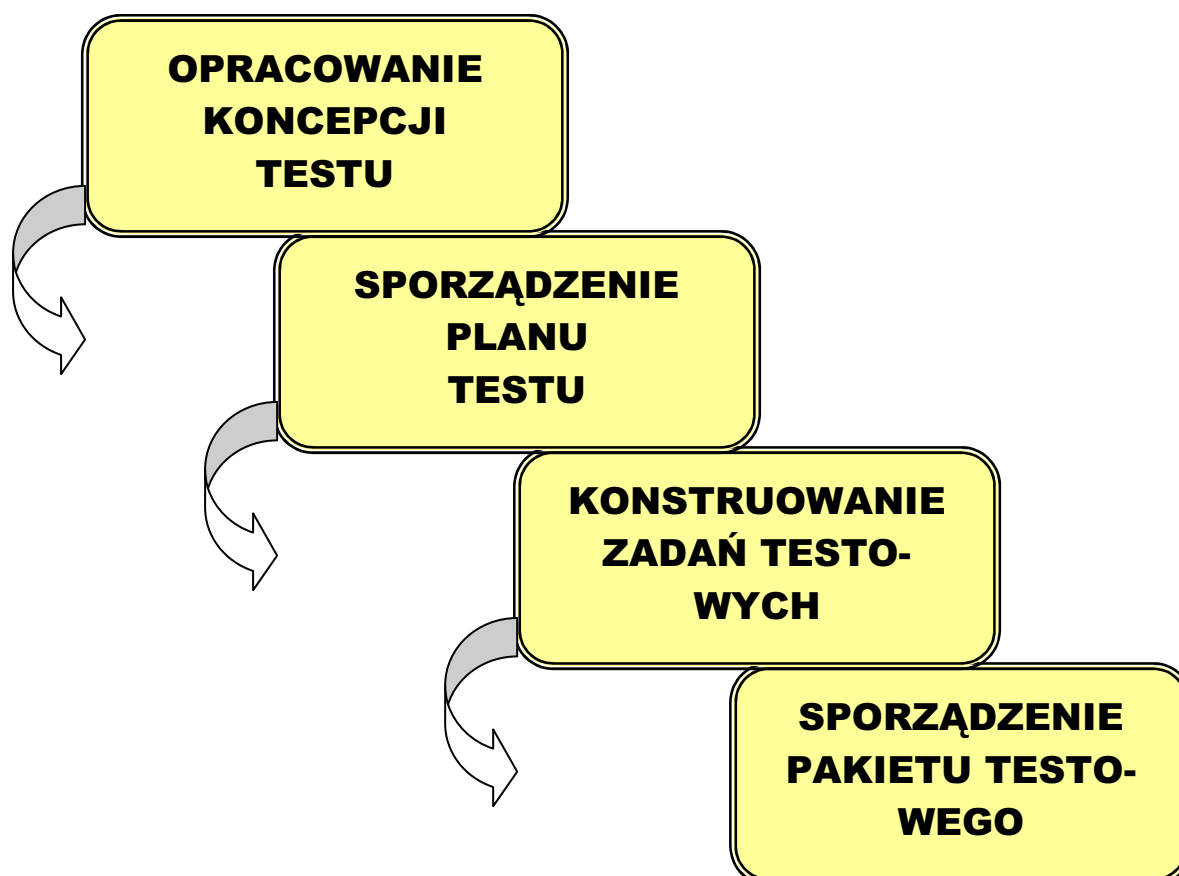 OPRACOWANIE
KONCEPCJI
TESTU
SPORZĄDZENIE
PLANU
TESTU
KONSTRUOWANIE
ZADAŃ TESTO-
WYCH
SPORZĄDZENIE
PAKIETU TESTO-
WEGO